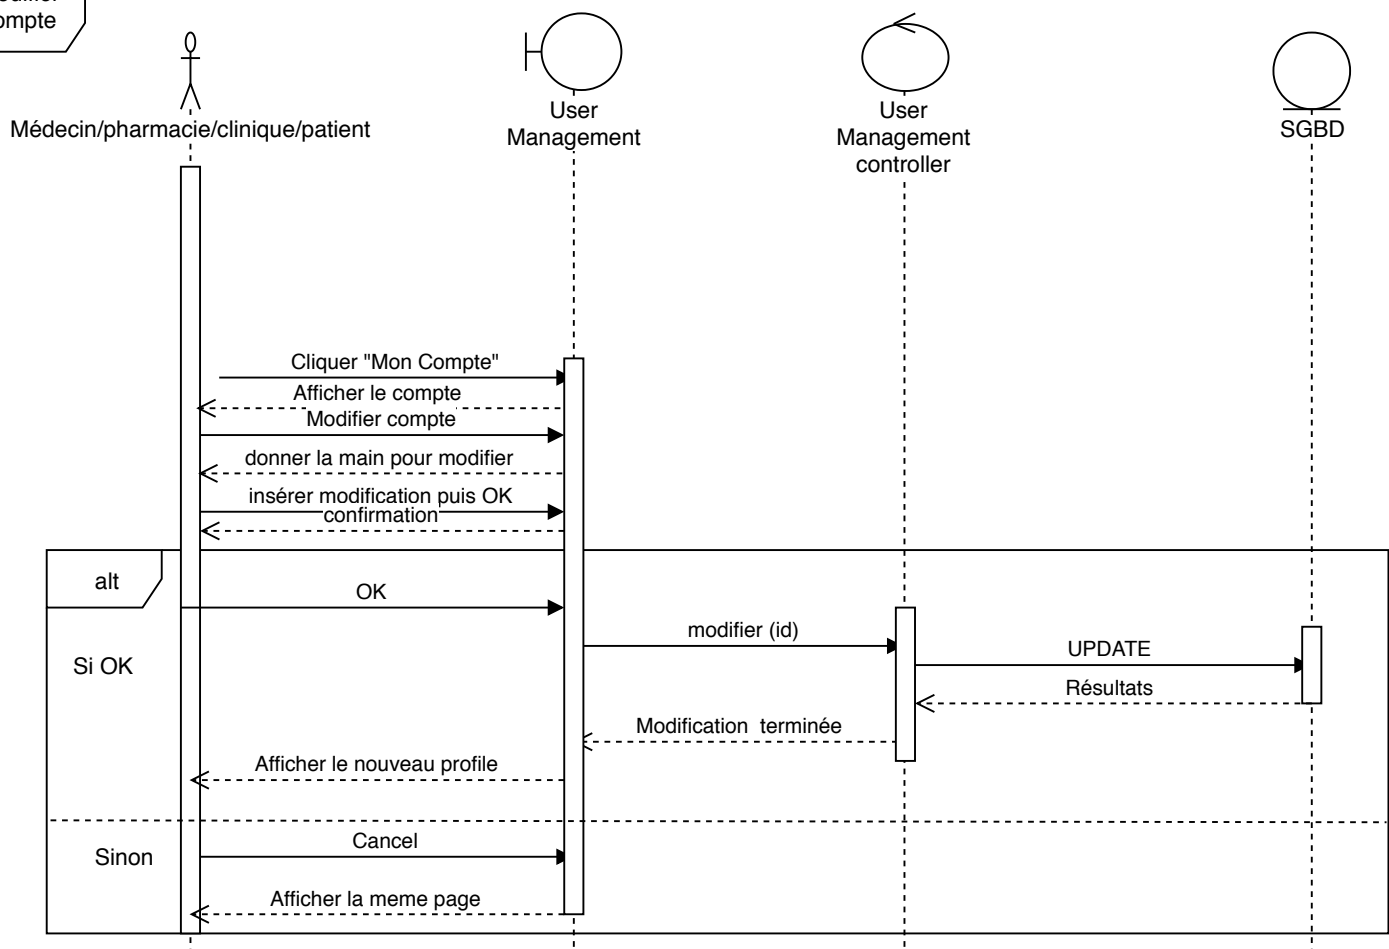 ompte
Médecin/pharmacie/clinique/patient
User
Management
User
Management
controller
SGBD
Cliquer "Mon Compte"
Afficher le compte
Modifier compte
donner la main pour modifier
insérer modification puis OK
confirmation
alt
OK
modifier (id)
UPDATE
Si OK
Résultats
Modification  terminée
Afficher le nouveau profile
Cancel
Sinon
Afficher la meme page